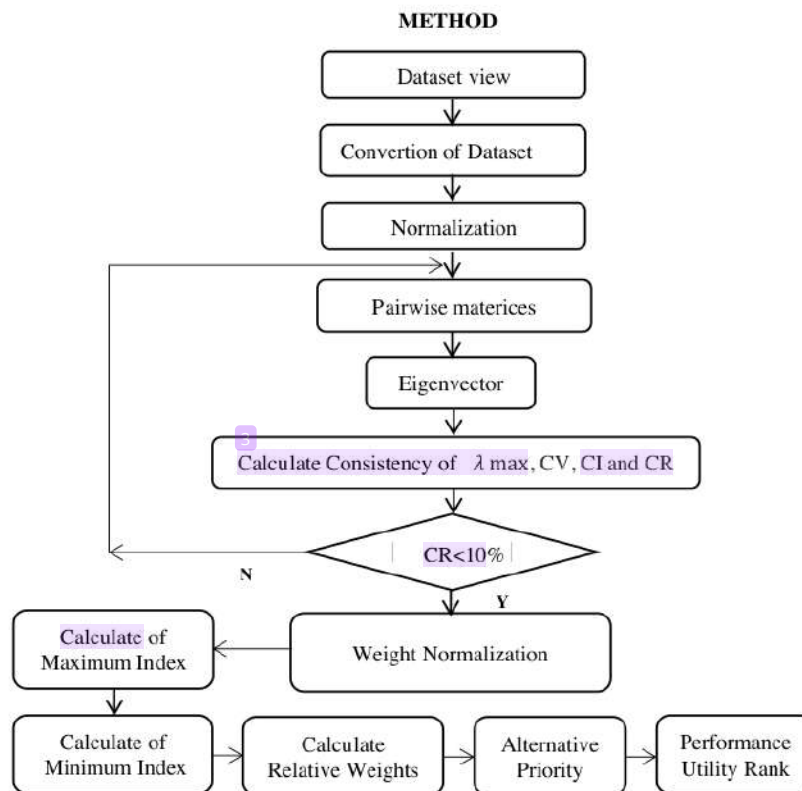 METHOD
Dataset view
Convertion of Dataset
Normalization
Pairwise materices
Eigenvector
3
Calculate Consistency of λ max, CV, CI and CR
CR<10%
N
Y
Calculate of
Maximum Index
Weight Normalization
Calculate of
Minimum Index
Calculate
Relative Weights
Alternative
Priority
Performance
Utility Rank